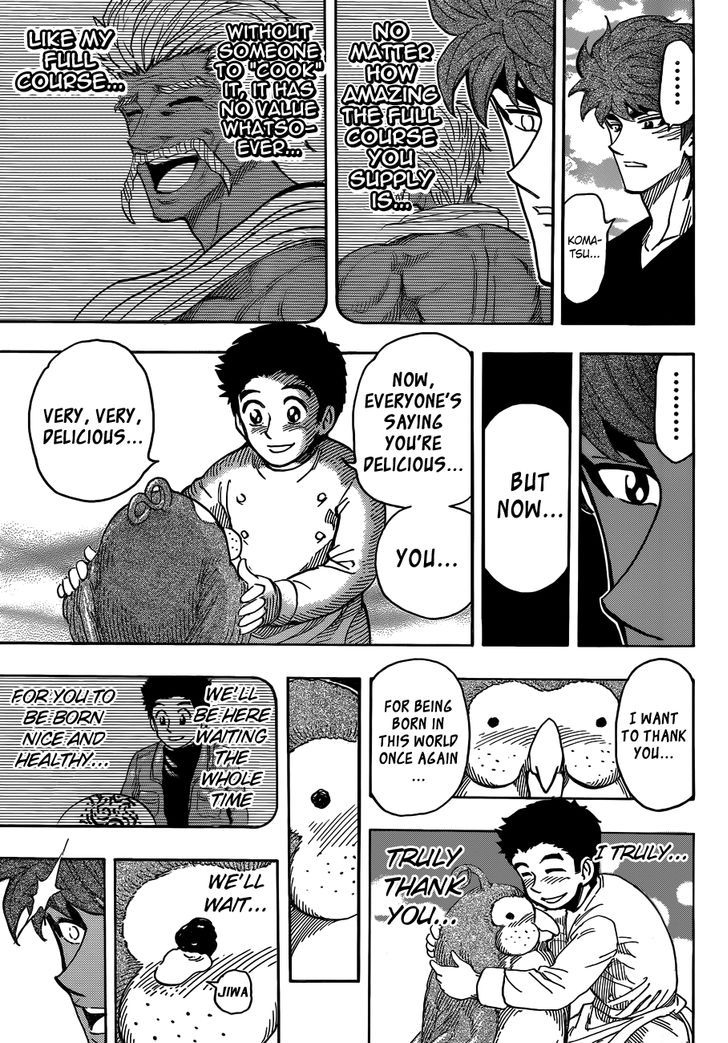 ........
KOMA-
TSU...
NO
MATTER
HOW
AMAZING
THE FULL
COURSE
YOU
SUPPLY
IS...
WITHOUT
SOMEONE
TO "COOK"
IT, IT HAS
NO VALUE
WHATSO-
EVER...
LIKE MY
FULL
COURSE...
........
BUT
NOW...
NOW,
EVERYONE'S
SAYING
YOU'RE
DELICIOUS...
YOU...
VERY, VERY,
DELICIOUS...
I WANT
TO THANK
YOU...
FOR BEING
BORN IN
THIS WORLD
ONCE AGAIN
...
I TRULY...
TRULY
THANK
YOU...
WE'LL
BE HERE
WAITING
THE
WHOLE
TIME
FOR YOU TO
BE BORN
NICE AND
HEALTHY...
WE'LL
WAIT...
JIWA